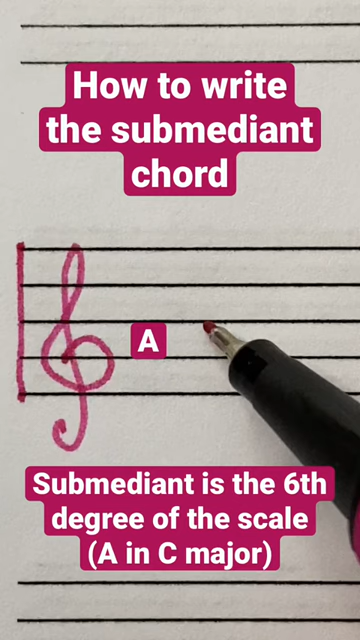 How to write
the submediant
chord
A
Submediant is the 6th
degree of the scale
(A in C major)